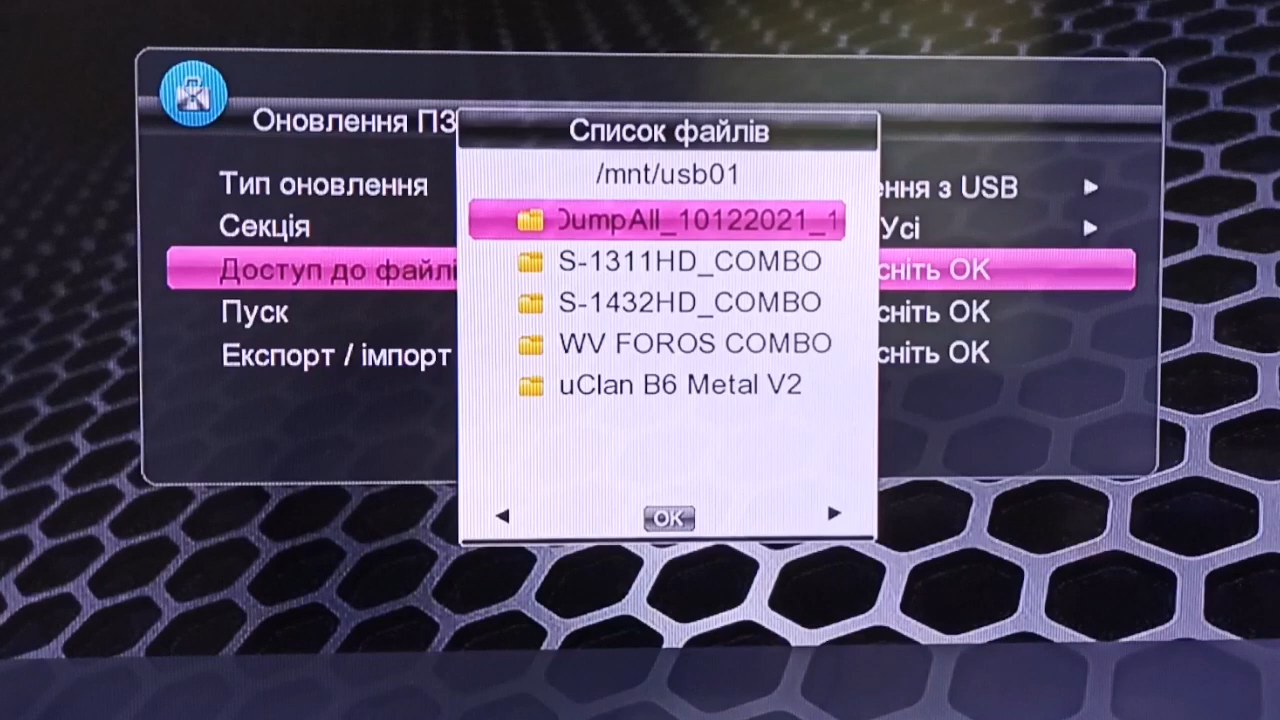 Оновлення ПЗ
Список файлів
/mnt/usb01
Тип оновлення
ення з USB
Секція
Усі
Доступ до файлі
сніть OK
Пуск
сніть OK
Експорт / імпорт
сніть OK
DumpAll_10122021_1
S-1311HD_COMBO
S-1432HD_COMBO
WV FOROS COMBO
uClan B6 Metal V2
OK